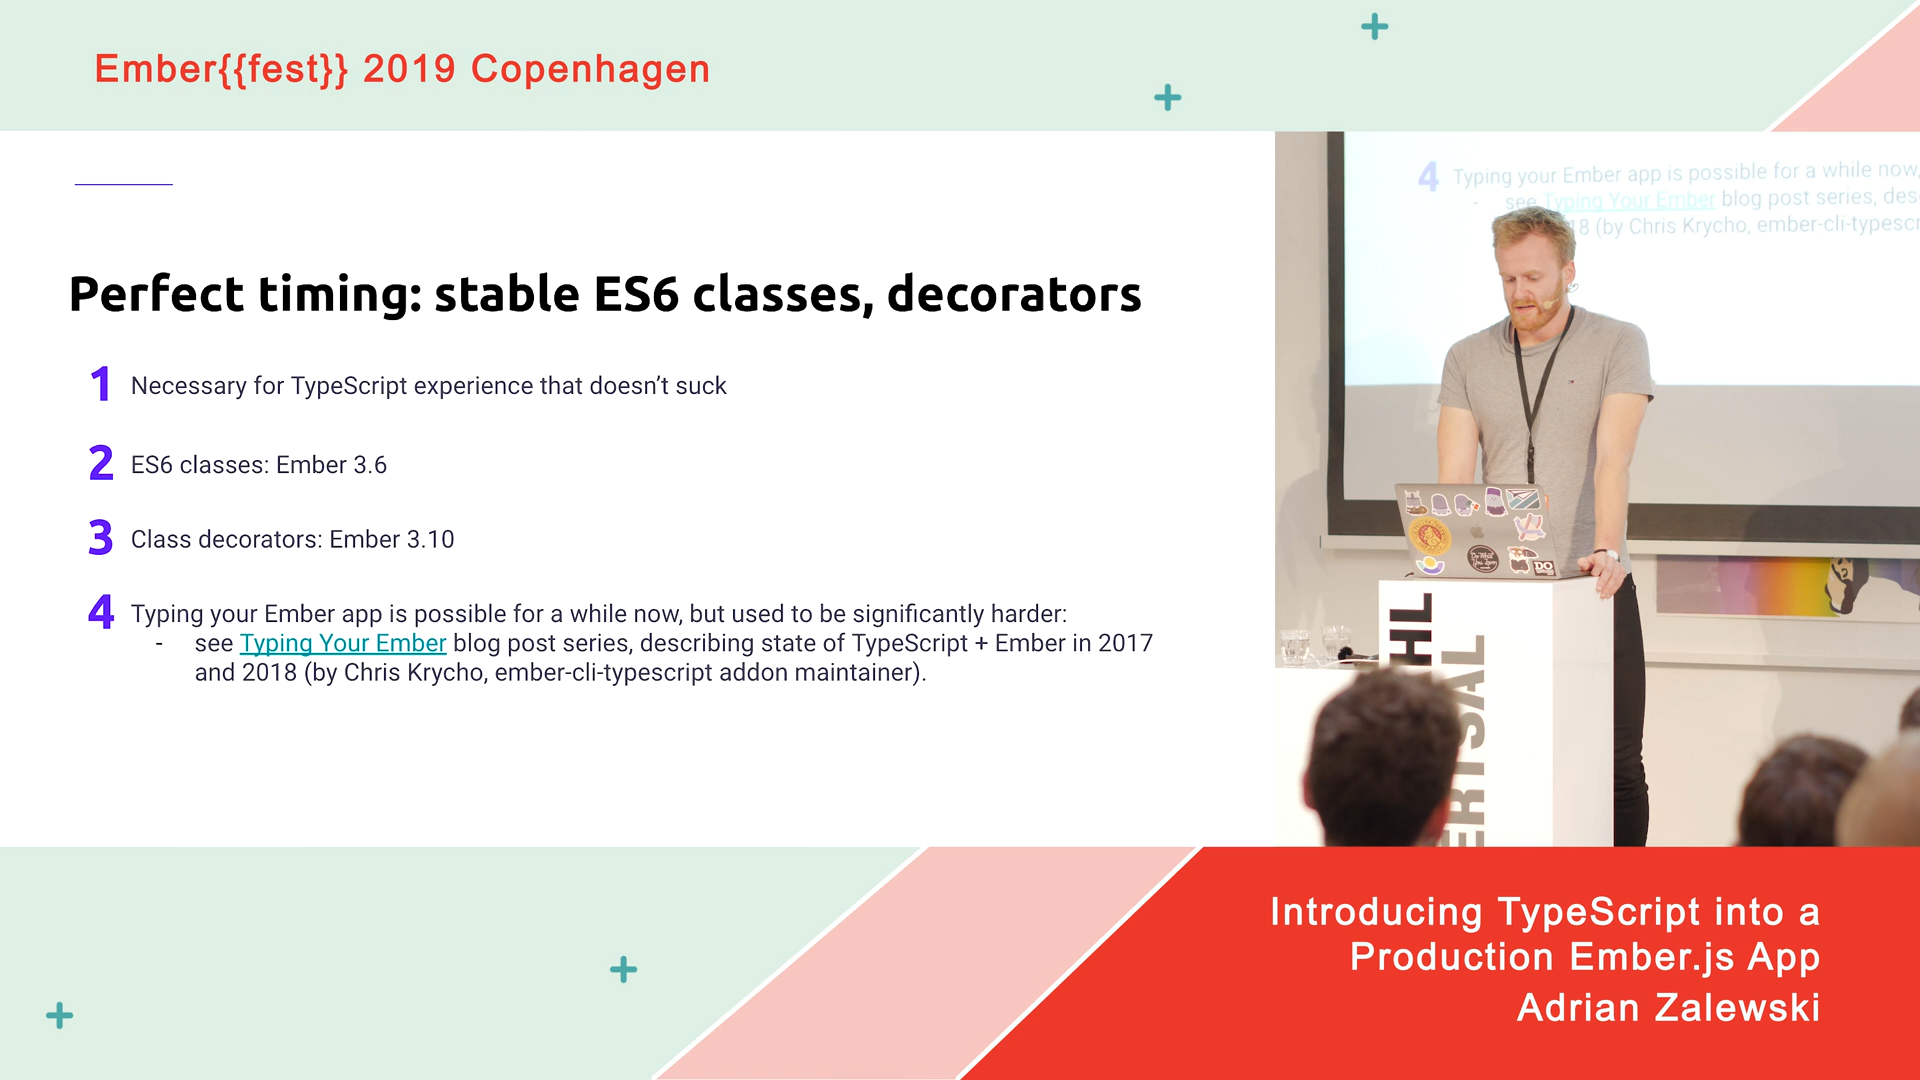 Ember{{fest}} 2019 Copenhagen
Perfect timing: stable ES6 classes, decorators
1 Necessary for TypeScript experience that doesn’t suck
2 ES6 classes: Ember 3.6
3 Class decorators: Ember 3.10
4 Typing your Ember app is possible for a while now, but used to be significantly harder:
- see Typing Your Ember blog post series, describing state of TypeScript + Ember in 2017
and 2018 (by Chris Krycho, ember-cli-typescript addon maintainer).
4 Typing your Ember app is possible for a while now,
- see Typing Your Ember blog post series, des
18 (by Chris Krycho, ember-cli-typescr
DO
HL
ERTSAL
Introducing TypeScript into a
Production Ember.js App
Adrian Zalewski